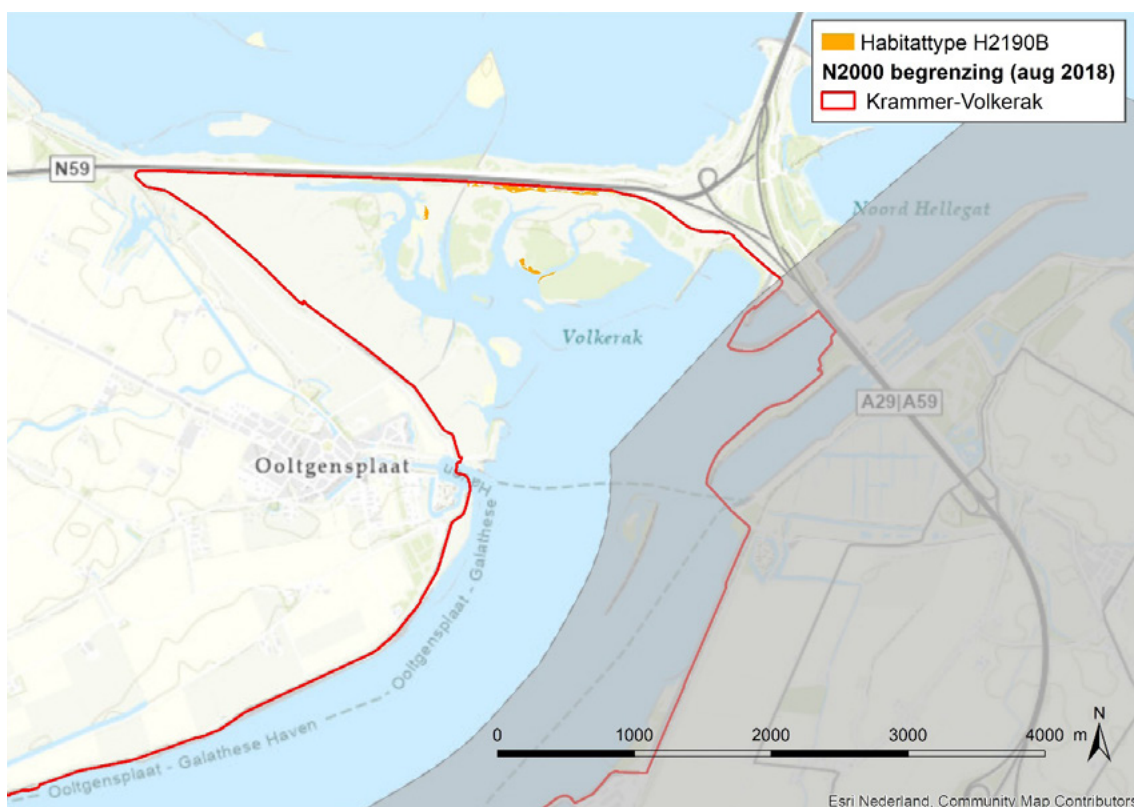 Habitattype H2190B
N2000 begrenzing (aug 2018)
Krammer-Volkerak
N59
Noord Hellegat
Volkerak
A29|A59
Ooltgensplaat
Haven
Ooltgensplaat - Galathese
Ooltgensplaat - Galathese Haven
0 1000 2000 3000 4000 m
N
Esri Nederland, Community Map Contributors